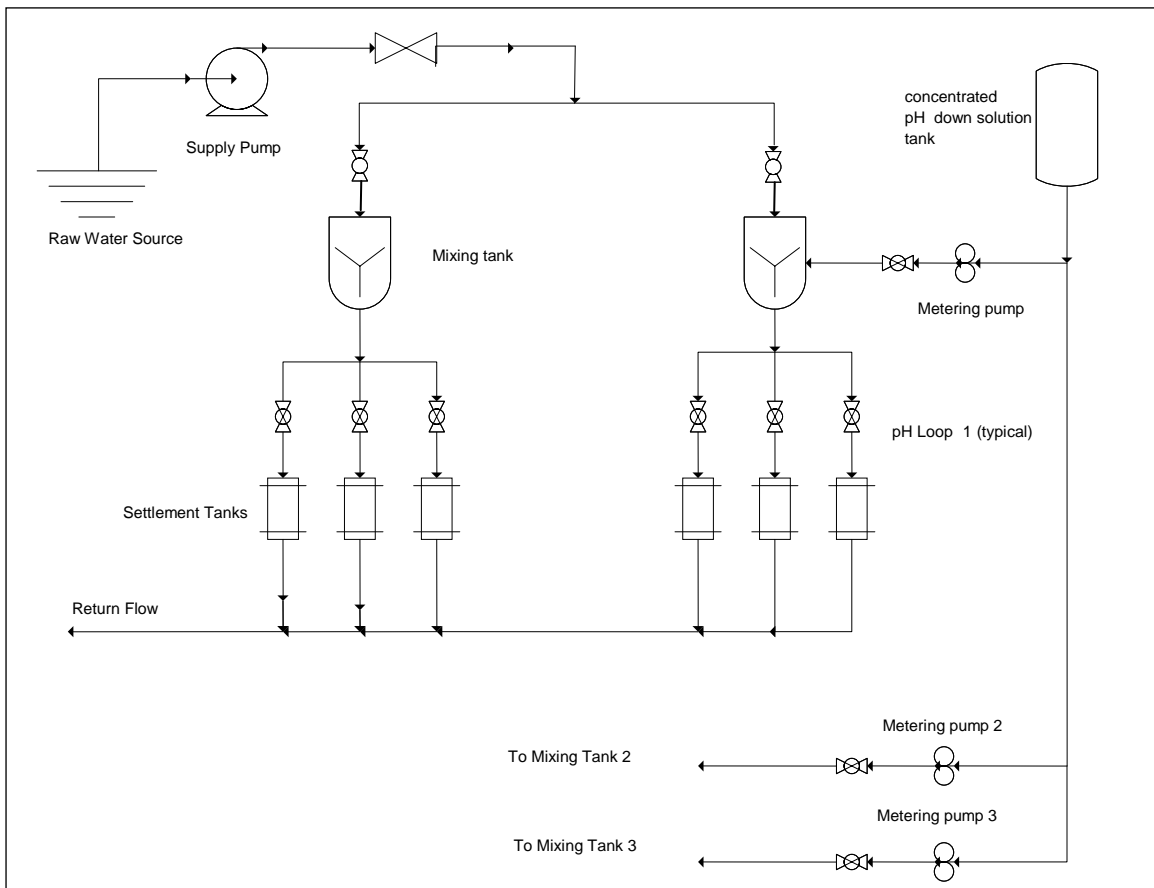 concentrated
pH down solution
tank
Supply Pump
Raw Water Source
Mixing tank
Metering pump
pH Loop 1 (typical)
Settlement Tanks
Return Flow
Metering pump 2
To Mixing Tank 2
Metering pump 3
To Mixing Tank 3